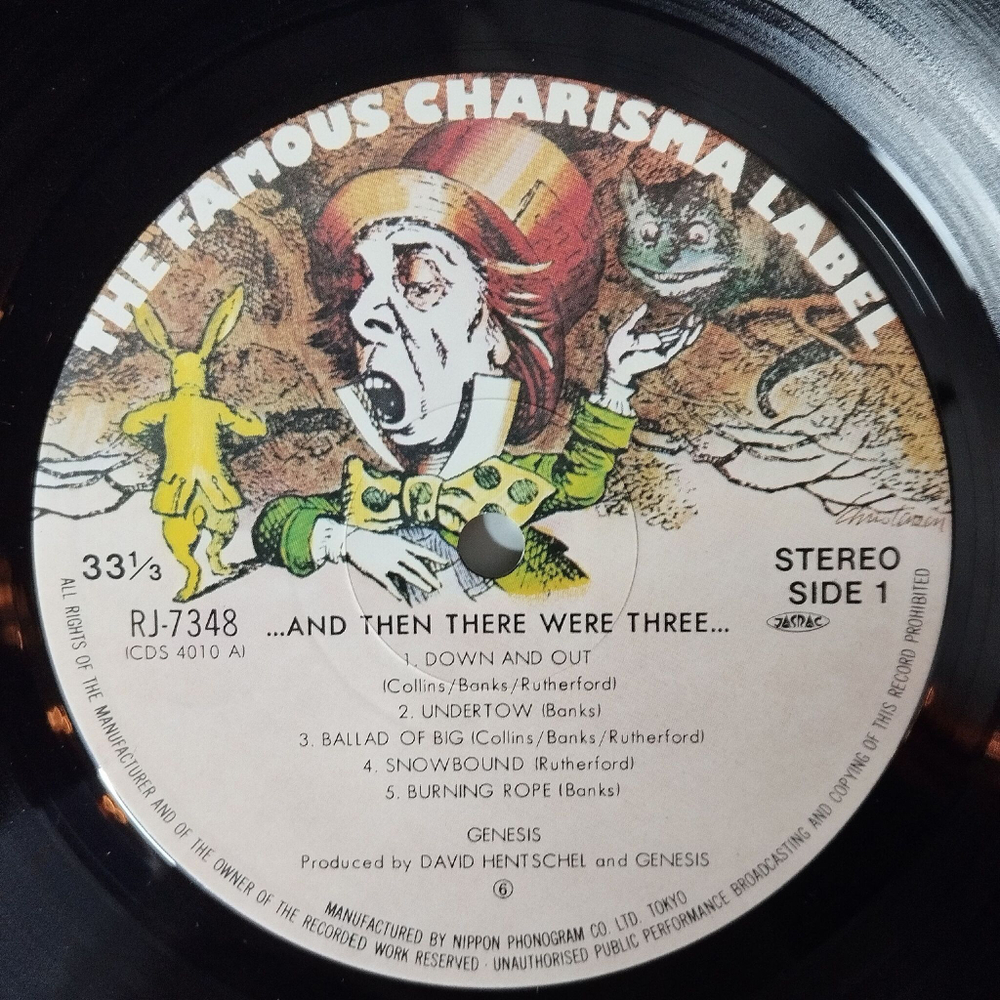 THE FAMOUS CHARISMA LABEL
Christensen
33⅓
STEREO
SIDE 1
RJ-7348
(CDS 4010 A)
JASRAC
...AND THEN THERE WERE THREE...
1. DOWN AND OUT
(Collins/Banks/Rutherford)
2. UNDERTOW (Banks)
3. BALLAD OF BIG (Collins/Banks/Rutherford)
4. SNOWBOUND (Rutherford)
5. BURNING ROPE (Banks)
GENESIS
Produced by DAVID HENTSCHEL and GENESIS
⑥
MANUFACTURED BY NIPPON PHONOGRAM CO. LTD. TOKYO
ALL RIGHTS OF THE MANUFACTURER AND OF THE OWNER OF THE RECORDED WORK RESERVED · UNAUTHORISED PUBLIC PERFORMANCE BROADCASTING AND COPYING OF THIS RECORD PROHIBITED